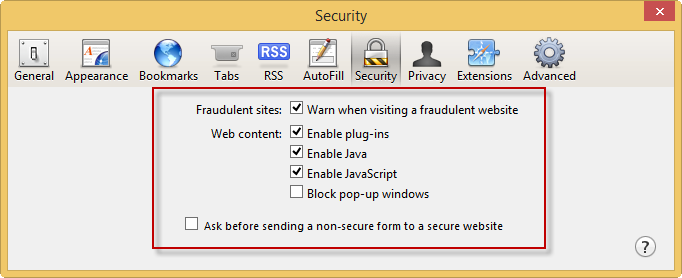 Security
General Appearance Bookmarks Tabs RSS RSS AutoFill Security Privacy Extensions Advanced
Fraudulent sites: Warn when visiting a fraudulent website
Web content: Enable plug-ins
Enable Java
Enable JavaScript
Block pop-up windows
Ask before sending a non-secure form to a secure website
?